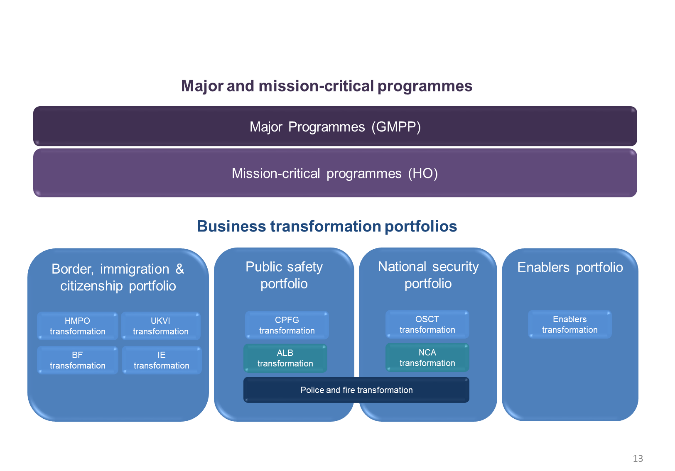 Major and mission-critical programmes
Major Programmes (GMPP)
Mission-critical programmes (HO)
Business transformation portfolios
Border, immigration &
citizenship portfolio
HMPO
transformation
UKVI
transformation
BF
transformation
IE
transformation
Public safety
portfolio
CPFG
transformation
ALB
transformation
National security
portfolio
OSCT
transformation
NCA
transformation
Police and fire transformation
Enablers portfolio
Enablers
transformation
13